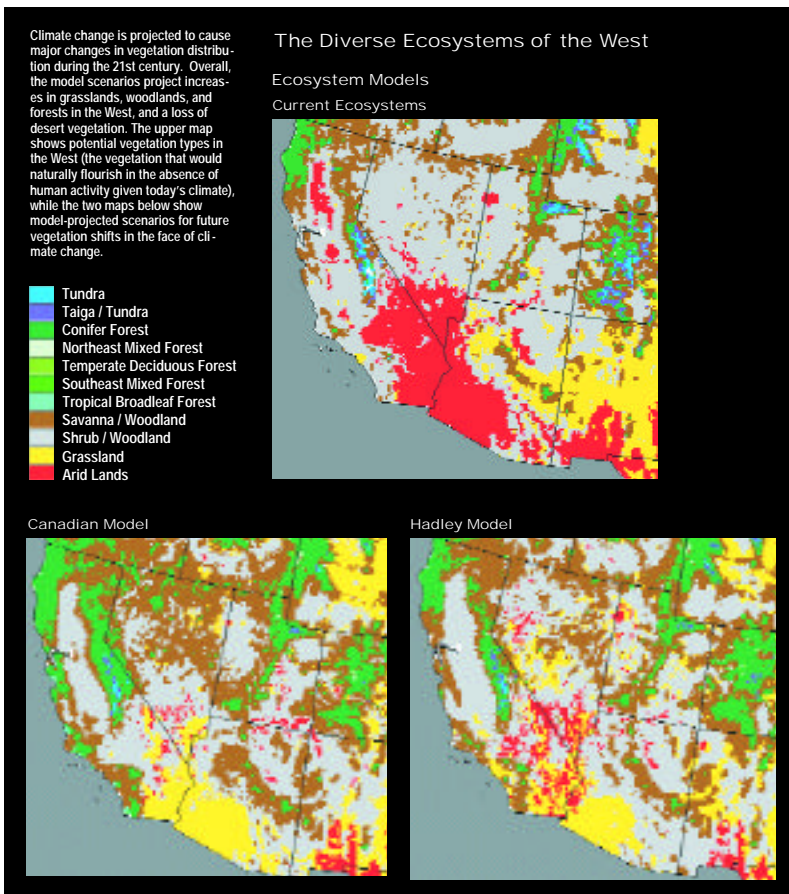 Climate change is projected to cause
major changes in vegetation distribu-
tion during the 21st century. Overall,
the model scenarios project increas-
es in grasslands, woodlands, and
forests in the West, and a loss of
desert vegetation. The upper map
shows potential vegetation types in
the West (the vegetation that would
naturally flourish in the absence of
human activity given today's climate),
while the two maps below show
model-projected scenarios for future
vegetation shifts in the face of cli-
mate change.
The Diverse Ecosystems of the West
Ecosystem Models
Current Ecosystems
Tundra
Taiga / Tundra
Conifer Forest
Northeast Mixed Forest
Temperate Deciduous Forest
Southeast Mixed Forest
Tropical Broadleaf Forest
Savanna / Woodland
Shrub / Woodland
Grassland
Arid Lands
Canadian Model
Hadley Model